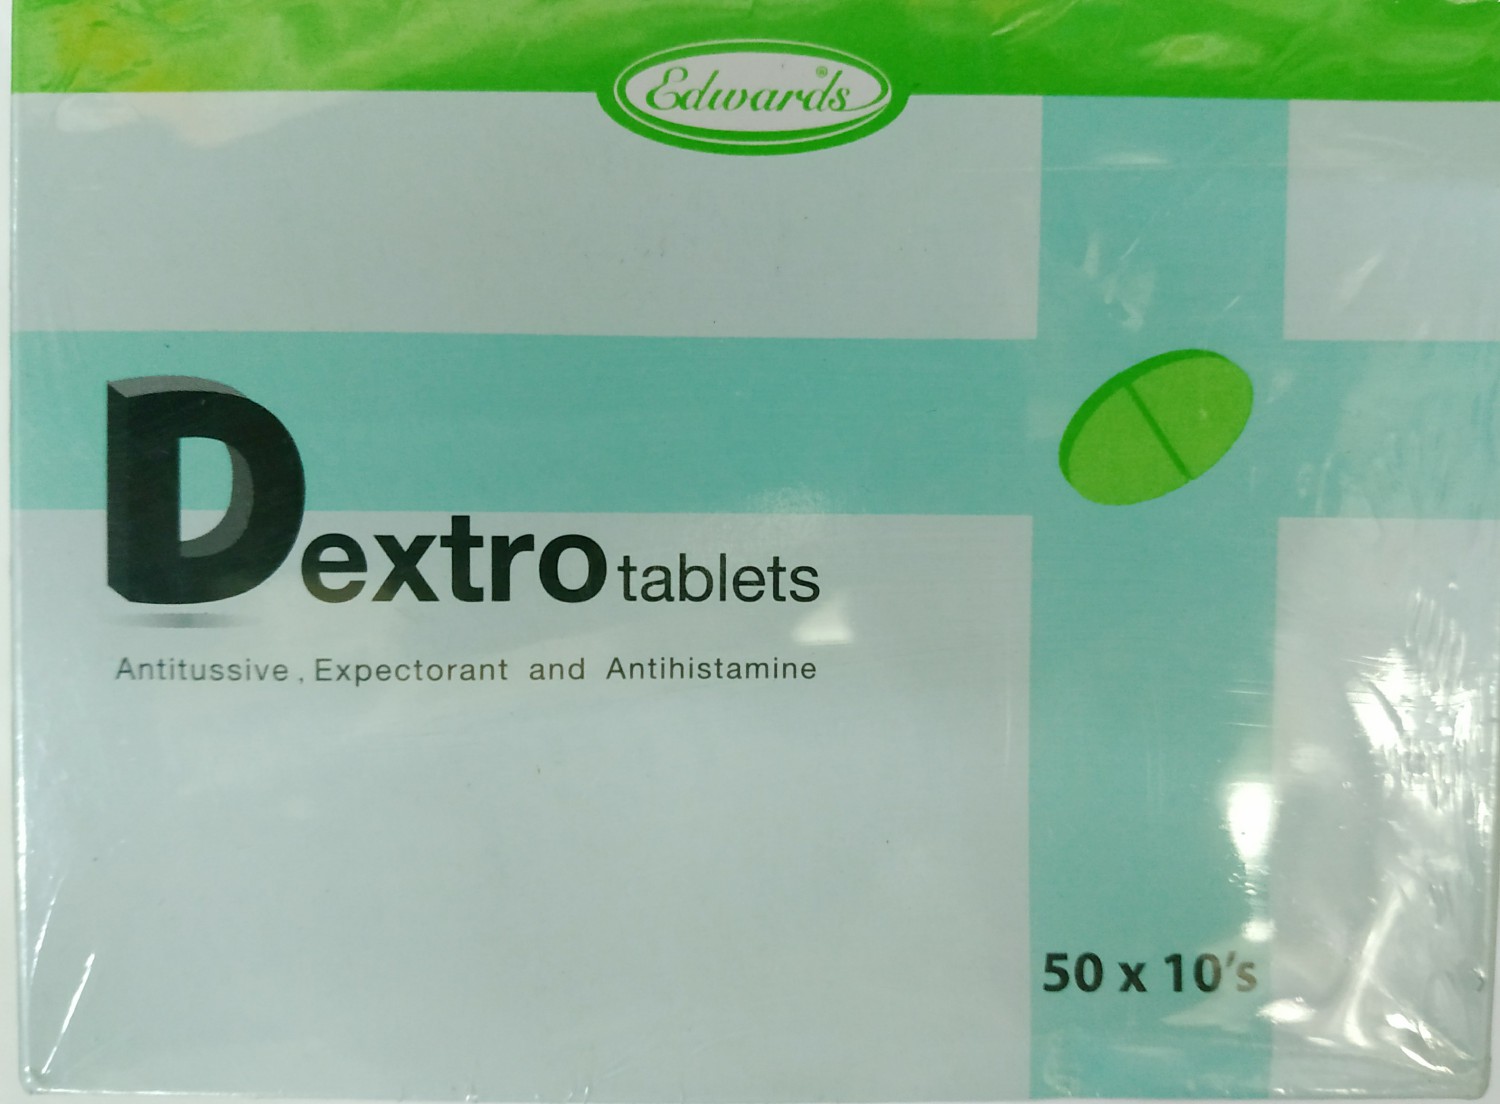 Edwards®
Dextro tablets
Antitussive, Expectorant and Antihistamine
50 x 10's